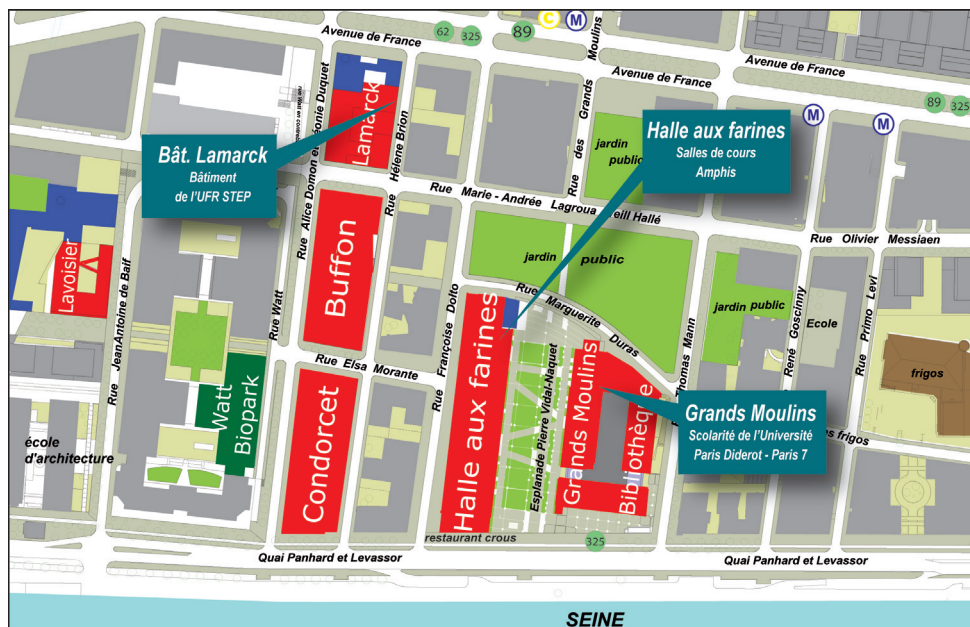 Avenue de France
62
325
89
C
M
Moulins
Avenue de France
89
325
M
M
rue Watt en contreb
Rue Alice Domon et Léonie Duquet
Lamarck
Rue Hélène Brion
Bât. Lamarck
Bâtiment
de l'UFR STEP
Halle aux farines
Salles de cours
Amphis
jardin
public
Rue des Grands
Rue Marie - Andrée Lagroua Weill Hallé
Rue Olivier Messiaen
Lavoisier
Rue JeanAntoine de Baïf
Rue Watt
Buffon
jardin public
Rue Marguerite Duras
Rue Françoise Dolto
Thomas Mann
jardin public
René Goscinny
Ecole
Rue Primo Levi
frigos
Rue Elsa Morante
Watt
Biopark
école
d'architecture
Condorcet
Halle aux farines
Esplanade Pierre Vidal-Naquet
Grands Moulins
Bibliothèque
Grands Moulins
Scolarité de l'Université
Paris Diderot - Paris 7
s frigos
restaurant crous
325
Quai Panhard et Levassor
Quai Panhard et Levassor
SEINE